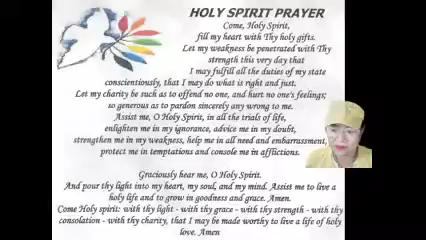 HOLY SPIRIT PRAYER
Come, Holy Spirit,
fill my heart with Thy holy gifts.
Let my weakness be penetrated with Thy
strength this very day that
I may fulfill all the duties of my state
conscientiously, that I may do what is right and just.
Let my charity be such as to offend no one, and hurt no one's feelings;
so generous as to pardon sincerely any wrong to me.
Assist me, O Holy Spirit, in all the trials of life,
enlighten me in my ignorance, advice me in my doubt,
strengthen me in my weakness, help me in all need and embarrassment,
protect me in temptations and console me in afflictions.
Graciously hear me, O Holy Spirit.
And pour thy light into my heart, my soul, and my mind. Assist me to live a
holy life and to grow in goodness and grace. Amen.
Come Holy spirit: with thy light - with thy grace - with thy strength - with thy
consolation - with thy charity, that I may be made worthy to live a life of holy
love. Amen